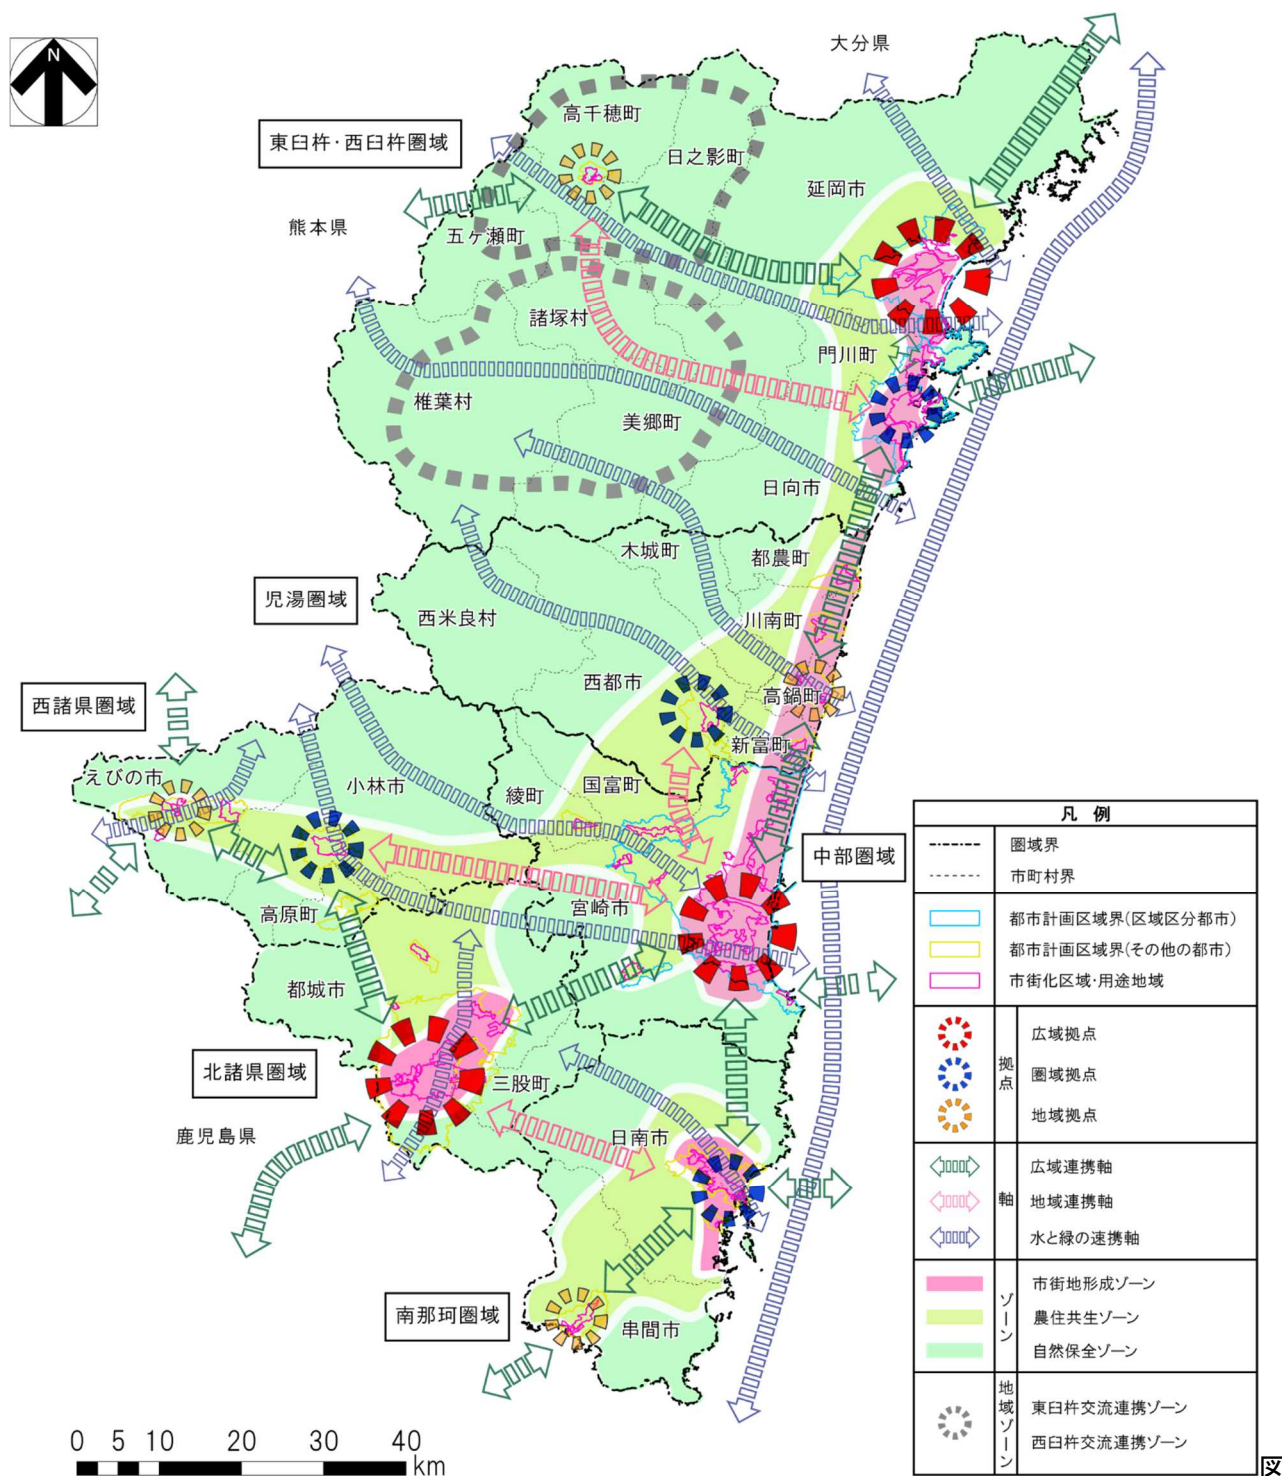 N
大分県
高千穂町
東臼杵・西臼杵圏域
日之影町
延岡市
熊本県
五ヶ瀬町
諸塚村
門川町
椎葉村
美郷町
日向市
木城町
都農町
児湯圏域
西米良村
川南町
西都市
高鍋町
西諸県圏域
新富町
えびの市
小林市
国富町
綾町
中部圏域
宮崎市
高原町
都城市
北諸県圏域
三股町
鹿児島県
日南市
南那珂圏域
串間市
凡 例
圏域界
市町村界
都市計画区域界(区域区分都市)
都市計画区域界(その他の都市)
市街化区域・用途地域
拠点
広域拠点
圏域拠点
地域拠点
軸
広域連携軸
地域連携軸
水と緑の速携軸
ゾーン
市街地形成ゾーン
農住共生ゾーン
自然保全ゾーン
地域ゾーン
東臼杵交流連携ゾーン
西臼杵交流連携ゾーン
0 5 10 20 30 40
km
図